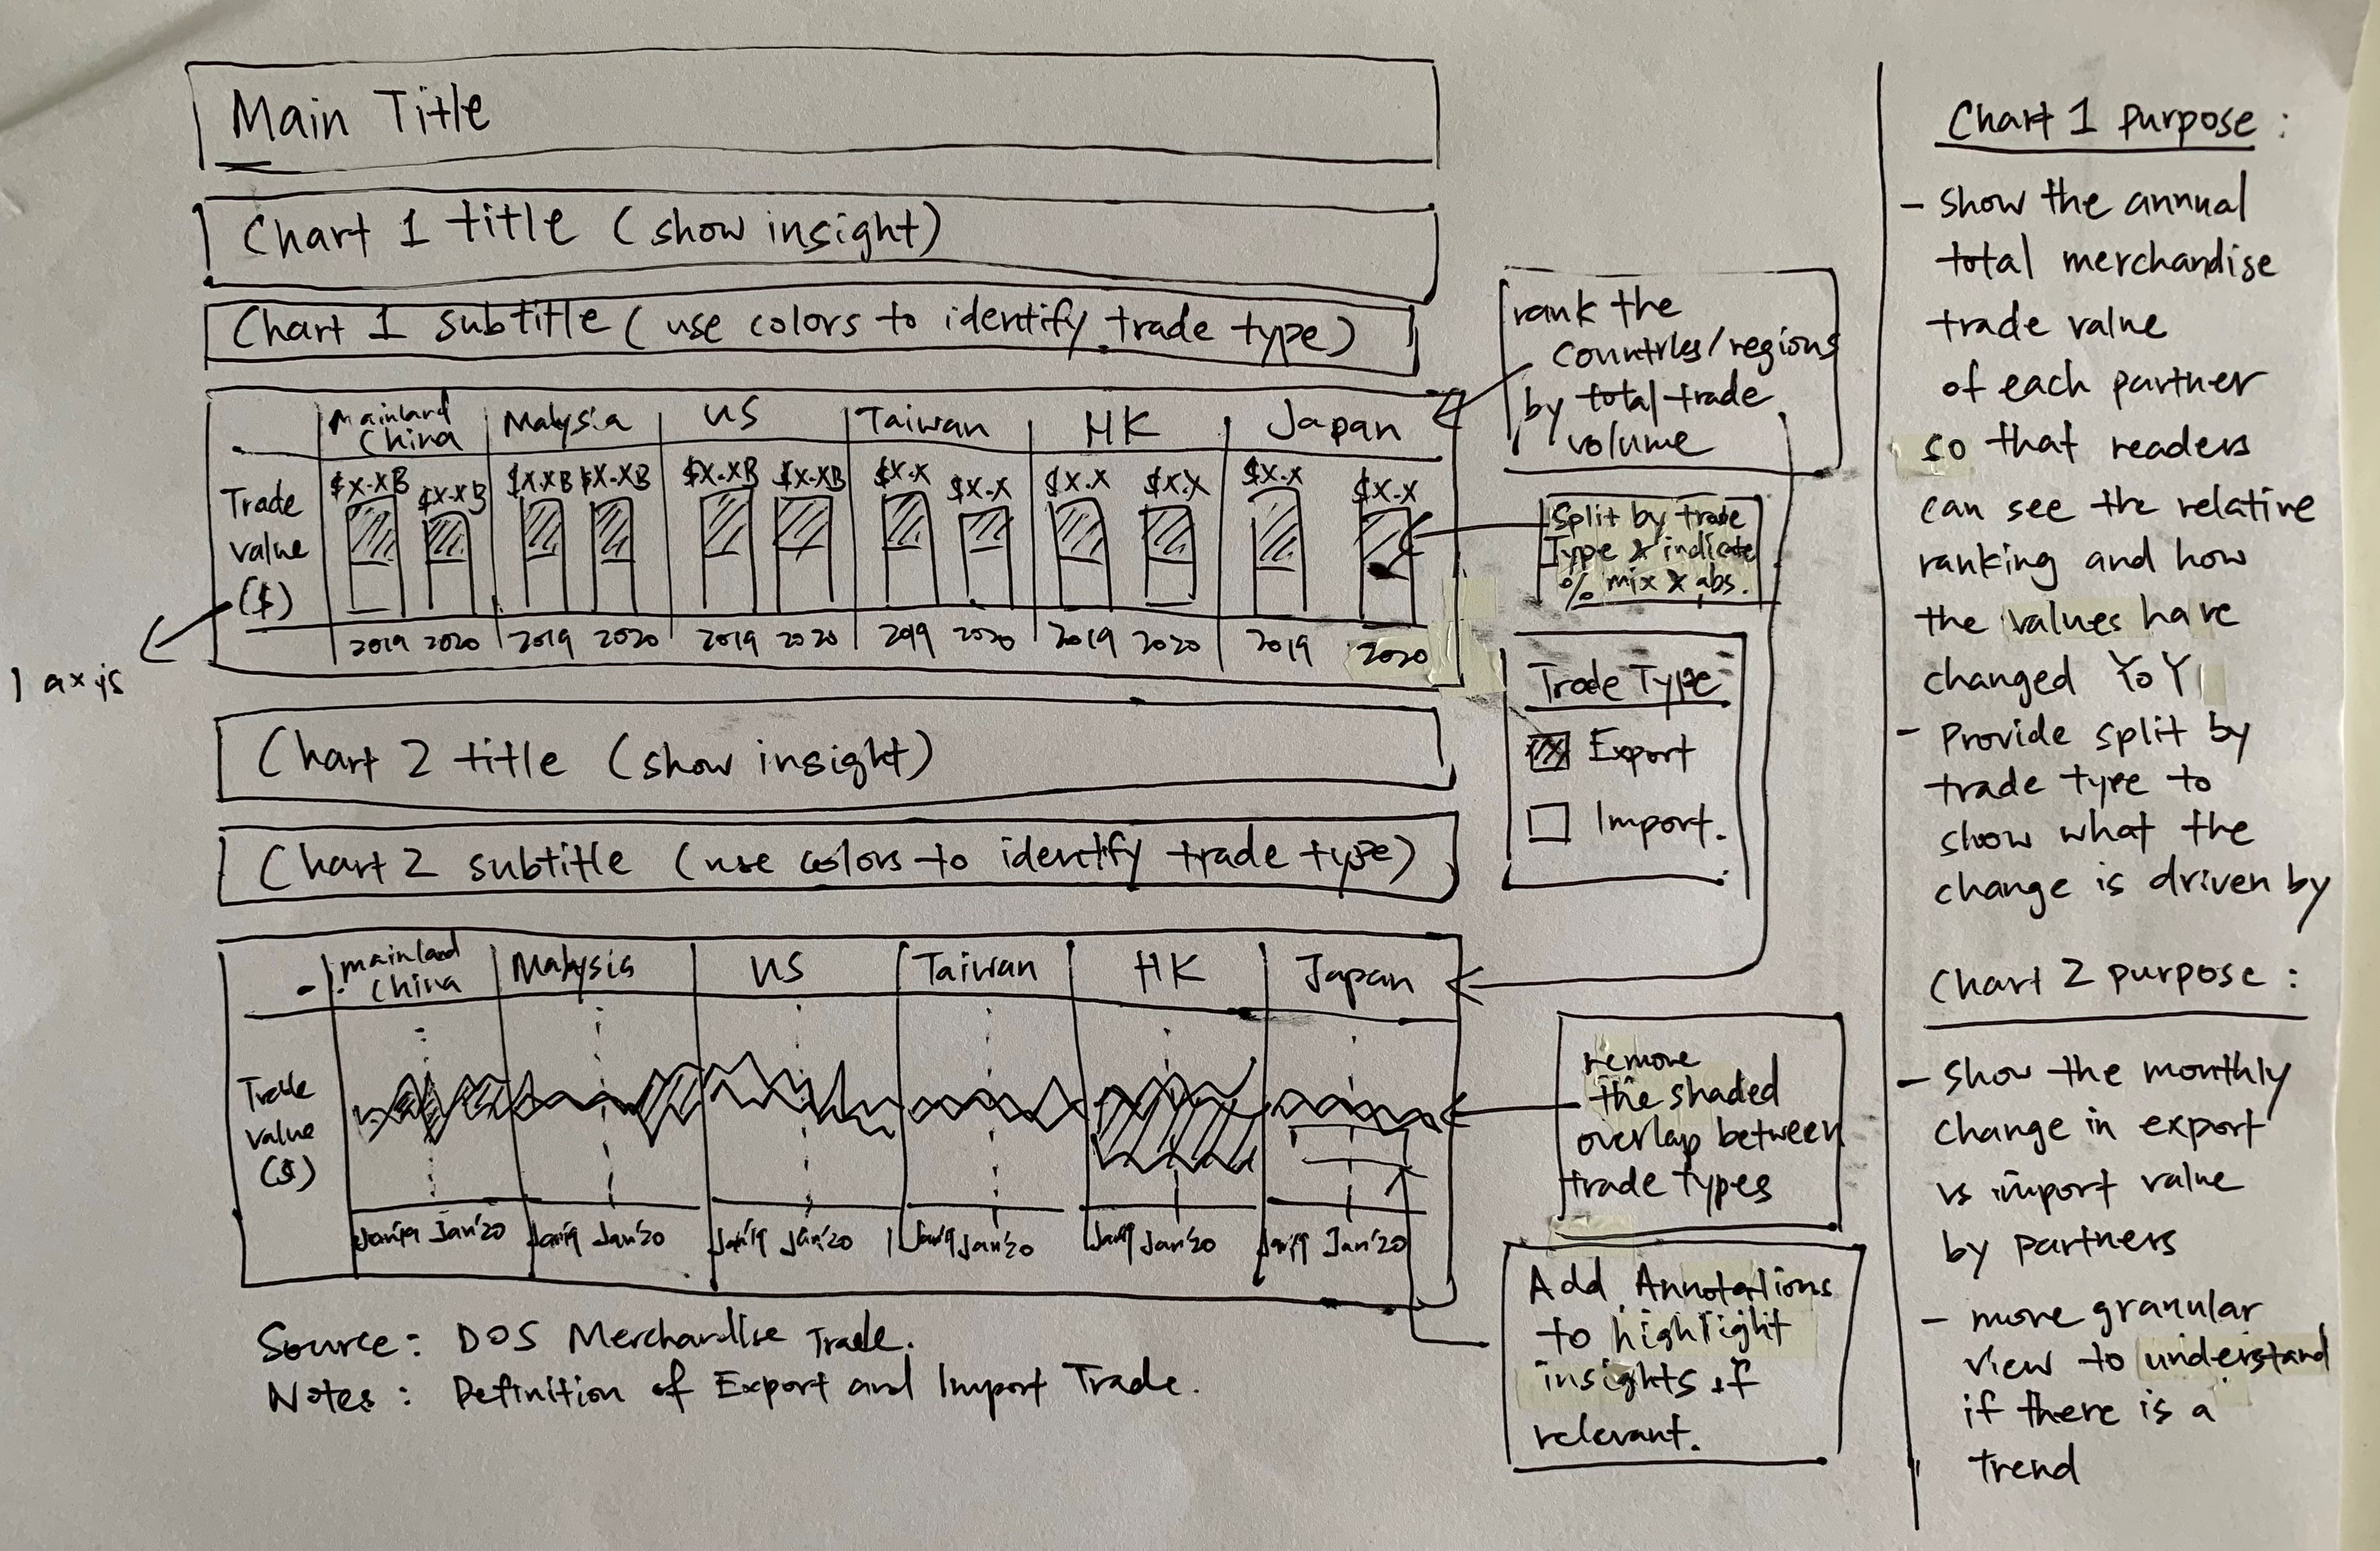 Main Title
Chart 1 title (show insight)
Chart 1 subtitle (use colors to identify trade type)
Mainland China
Malysia
US
Taiwan
HK
Japan
Trade
value
($)
$X.XB
$X.XB
$X.XB
$X.XB
$X.XB
$X.XB
$X.X
$X.X
$X.X
$X.X
$X.X
$X.X
2019 2020
2019 2020
2019 2020
2019 2020
2019 2020
2019 2020
1 axis
rank the
countries/regions
by total trade
volume
Split by trade
Type & indicate
% mix & abs.
Trade Type
Export
Import.
Chart 2 title (show insight)
Chart 2 subtitle (use colors to identify trade type)
mainland
China
Malaysia
US
Taiwan
HK
Japan
Trade
value
($)
Jan'19 Jan'20
Jan'19 Jan'20
Jan'19 Jan'20
Jan'19 Jan'20
Jan'19 Jan'20
Jan'19 Jan'20
remove
the shaded
overlap between
trade types
Add Annotations
to highlight
insights if
relevant.
Source: DOS Merchandise Trade.
Notes: Definition of Export and Import Trade.
Chart 1 purpose:
- show the annual
total merchandise
trade value
of each partner
so that readers
can see the relative
ranking and how
the values have
changed YoY
- Provide split by
trade type to
show what the
change is driven by
Chart 2 purpose:
- show the monthly
change in export
vs import value
by partners
- more granular
view to understand
if there is a
trend